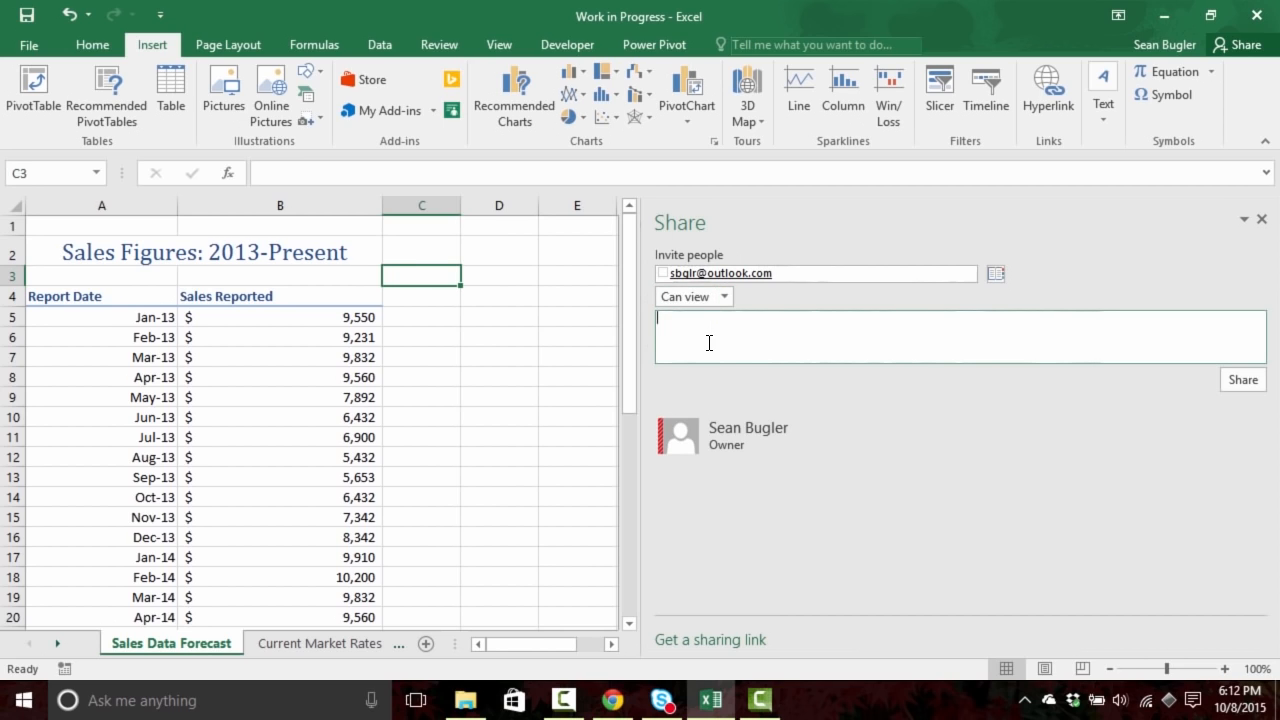 Work in Progress - Excel
File Home Insert Page Layout Formulas Data Review View Developer Power Pivot Tell me what you want to do... Sean Bugler Share
PivotTable Recommended PivotTables Table
Tables
Pictures Online Pictures
Illustrations
Store
My Add-ins
Add-ins
Recommended Charts PivotChart
Charts
3D Map
Tours
Line Column Win/Loss
Sparklines
Slicer Timeline
Filters
Hyperlink
Links
A
Text
π Equation
Ω Symbol
Symbols
C3 fx
A B C D E
1
2 Sales Figures: 2013-Present
3
4 Report Date Sales Reported
5 Jan-13 $ 9,550
6 Feb-13 $ 9,231
7 Mar-13 $ 9,832
8 Apr-13 $ 9,560
9 May-13 $ 7,892
10 Jun-13 $ 6,432
11 Jul-13 $ 6,900
12 Aug-13 $ 5,432
13 Sep-13 $ 5,653
14 Oct-13 $ 6,432
15 Nov-13 $ 7,342
16 Dec-13 $ 8,342
17 Jan-14 $ 9,910
18 Feb-14 $ 10,200
19 Mar-14 $ 9,832
20 Apr-14 $ 9,560
Share
Invite people
sbglr@outlook.com
Can view
Share
Sean Bugler
Owner
Get a sharing link
Sales Data Forecast Current Market Rates ...
Ready 100%
Ask me anything
6:12 PM
10/8/2015